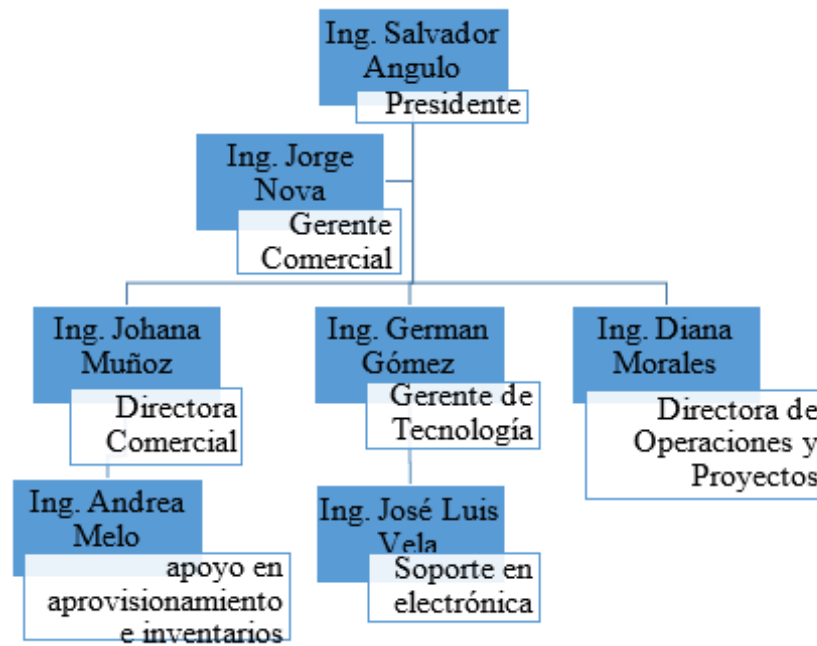 Ing. Salvador
Angulo
Presidente
Ing. Jorge
Nova
Gerente
Comercial
Ing. Johana
Muñoz
Directora
Comercial
Ing. German
Gómez
Gerente de
Tecnología
Ing. Diana
Morales
Directora de
Operaciones y
Proyectos
Ing. Andrea
Melo
apoyo en
aprovisionamiento
e inventarios
Ing. José Luis
Vela
Soporte en
electrónica